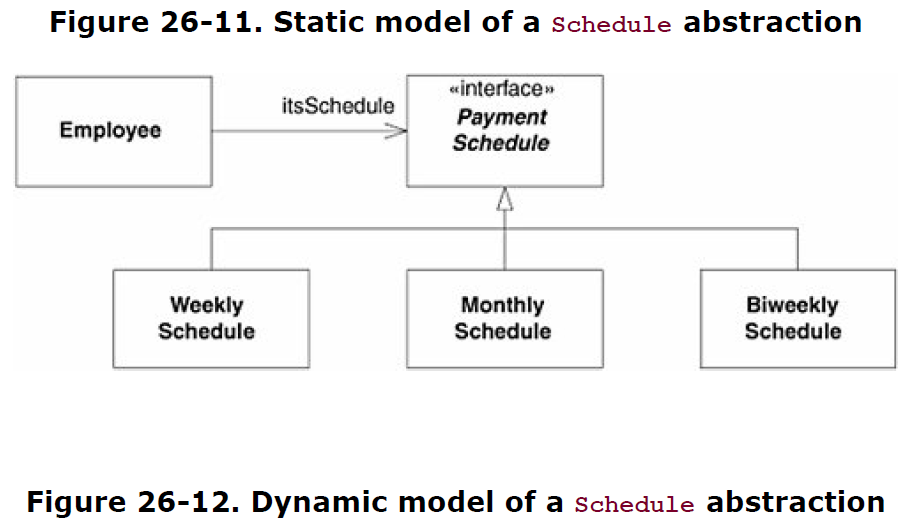 Figure 26-11. Static model of a Schedule abstraction
«interface»
itsSchedule
Employee
Payment
Schedule
Weekly
Schedule
Monthly
Schedule
Biweekly
Schedule
Figure 26-12. Dynamic model of a Schedule abstraction